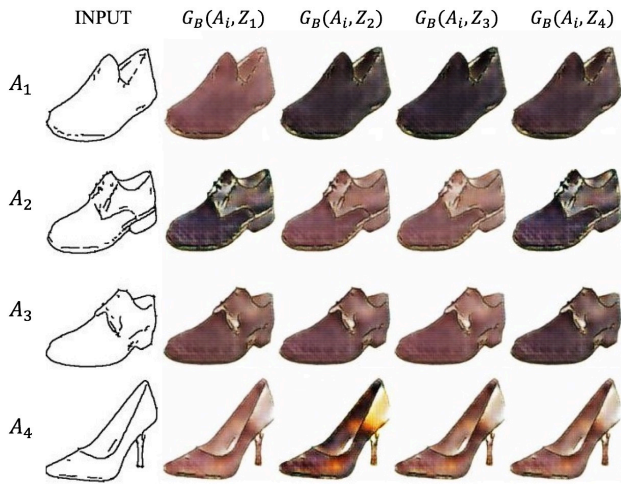 INPUT G_B(A_i, Z_1) G_B(A_i, Z_2) G_B(A_i, Z_3) G_B(A_i, Z_4)
A_1
A_2
A_3
A_4